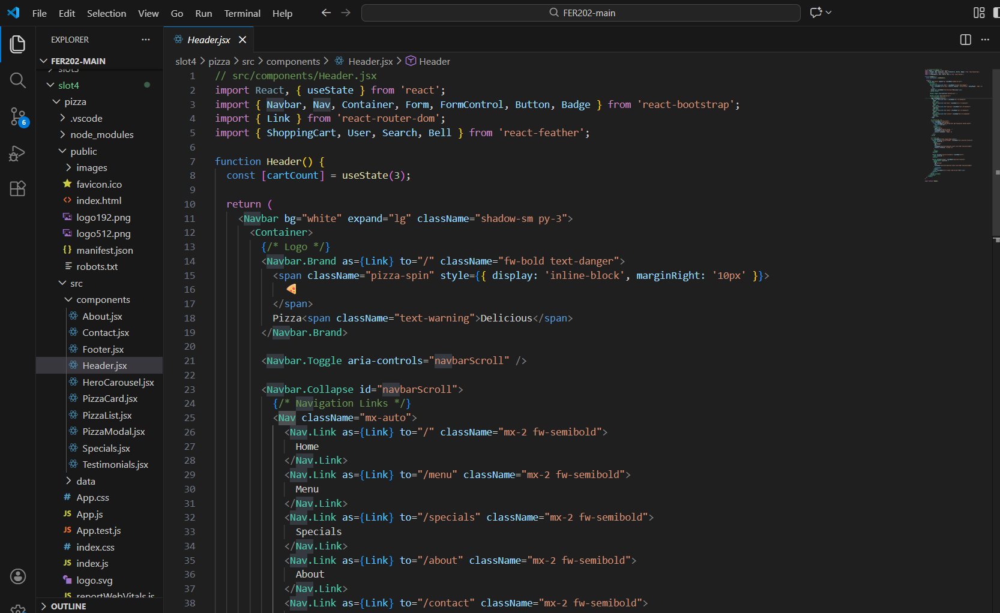 File Edit Selection View Go Run Terminal Help
FER202-main
EXPLORER
FER202-MAIN
slot3
slot4
pizza
.vscode
node_modules
public
images
favicon.ico
index.html
logo192.png
logo512.png
manifest.json
robots.txt
src
components
About.jsx
Contact.jsx
Footer.jsx
Header.jsx
HeroCarousel.jsx
PizzaCard.jsx
PizzaList.jsx
PizzaModal.jsx
Specials.jsx
Testimonials.jsx
data
# App.css
JS App.js
JS App.test.js
# index.css
JS index.js
logo.svg
JS reportWebVitals.js
OUTLINE
6
Header.jsx
slot4 > pizza > src > components > Header.jsx > Header
1 // src/components/Header.jsx
2 import React, { useState } from 'react';
3 import { Navbar, Nav, Container, Form, FormControl, Button, Badge } from 'react-bootstrap';
4 import { Link } from 'react-router-dom';
5 import { ShoppingCart, User, Search, Bell } from 'react-feather';
6
7 function Header() {
8 const [cartCount] = useState(3);
9
10 return (
11 <Navbar bg="white" expand="lg" className="shadow-sm py-3">
12 <Container>
13 {/* Logo */}
14 <Navbar.Brand as={Link} to="/" className="fw-bold text-danger">
15 <span className="pizza-spin" style={{ display: 'inline-block', marginRight: '10px' }}>
16 🍕
17 </span>
18 Pizza<span className="text-warning">Delicious</span>
19 </Navbar.Brand>
20
21 <Navbar.Toggle aria-controls="navbarScroll" />
22
23 <Navbar.Collapse id="navbarScroll">
24 {/* Navigation Links */}
25 <Nav className="mx-auto">
26 <Nav.Link as={Link} to="/" className="mx-2 fw-semibold">
27 Home
28 </Nav.Link>
29 <Nav.Link as={Link} to="/menu" className="mx-2 fw-semibold">
30 Menu
31 </Nav.Link>
32 <Nav.Link as={Link} to="/specials" className="mx-2 fw-semibold">
33 Specials
34 </Nav.Link>
35 <Nav.Link as={Link} to="/about" className="mx-2 fw-semibold">
36 About
37 </Nav.Link>
38 <Nav.Link as={Link} to="/contact" className="mx-2 fw-semibold">